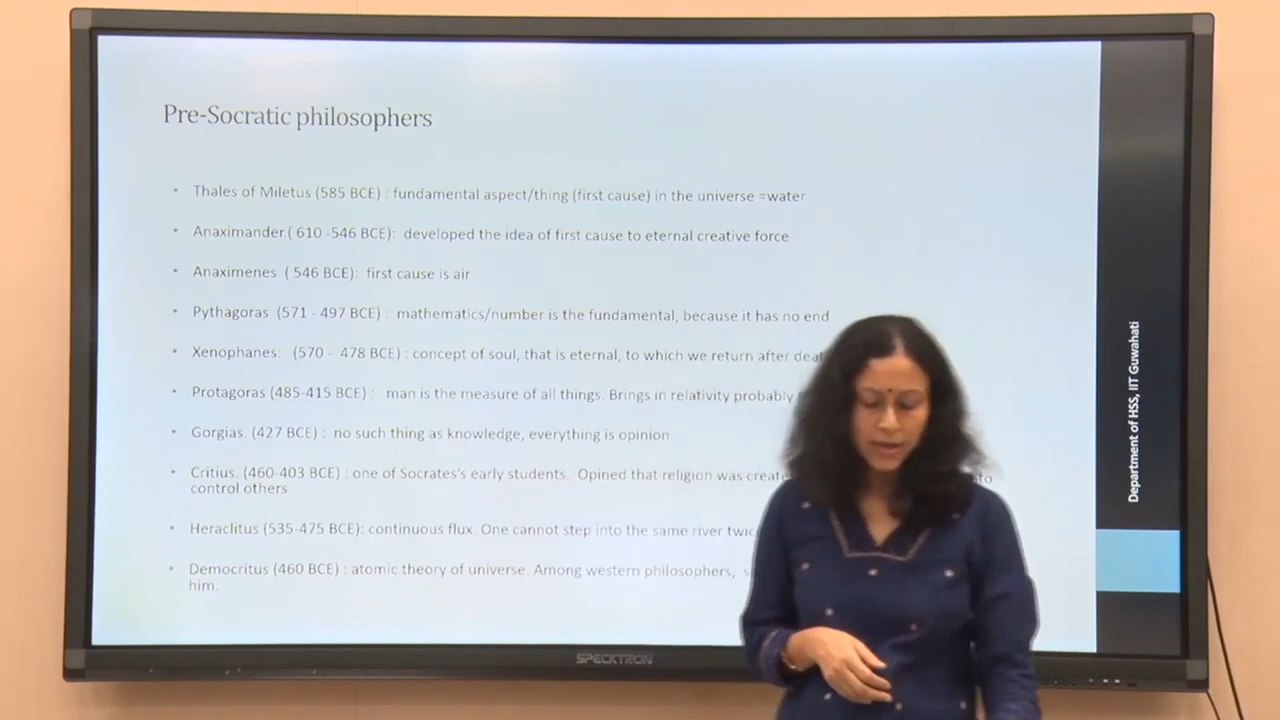 Pre-Socratic philosophers
• Thales of Miletus (585 BCE) : fundamental aspect/thing (first cause) in the universe =water
• Anaximander.( 610 -546 BCE): developed the idea of first cause to eternal creative force
• Anaximenes ( 546 BCE): first cause is air
• Pythagoras (571 - 497 BCE) : mathematics/number is the fundamental, because it has no end
• Xenophanes: (570 - 478 BCE) : concept of soul, that is eternal, to which we return after
• Protagoras (485-415 BCE) : man is the measure of all things. Brings in relativity probably
• Gorgias. (427 BCE) : no such thing as knowledge, everything is opinion.
• Critius. (460-403 BCE) : one of Socrates's early students. Opined that religion was to
control others
• Heraclitus (535-475 BCE): continuous flux. One cannot step into the same river
• Democritus (460 BCE) : atomic theory of universe. Among western philosophers,
him.
Department of HSS, IIT Guwahati
SPECKTRON